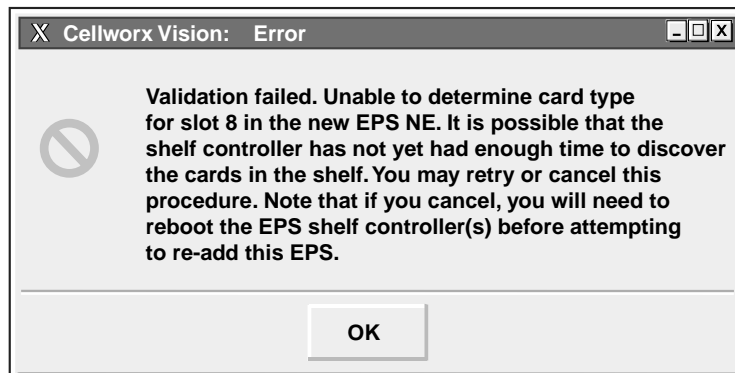 X Cellworx Vision: Error
Validation failed. Unable to determine card type
for slot 8 in the new EPS NE. It is possible that the
shelf controller has not yet had enough time to discover
the cards in the shelf. You may retry or cancel this
procedure. Note that if you cancel, you will need to
reboot the EPS shelf controller(s) before attempting
to re-add this EPS.
OK